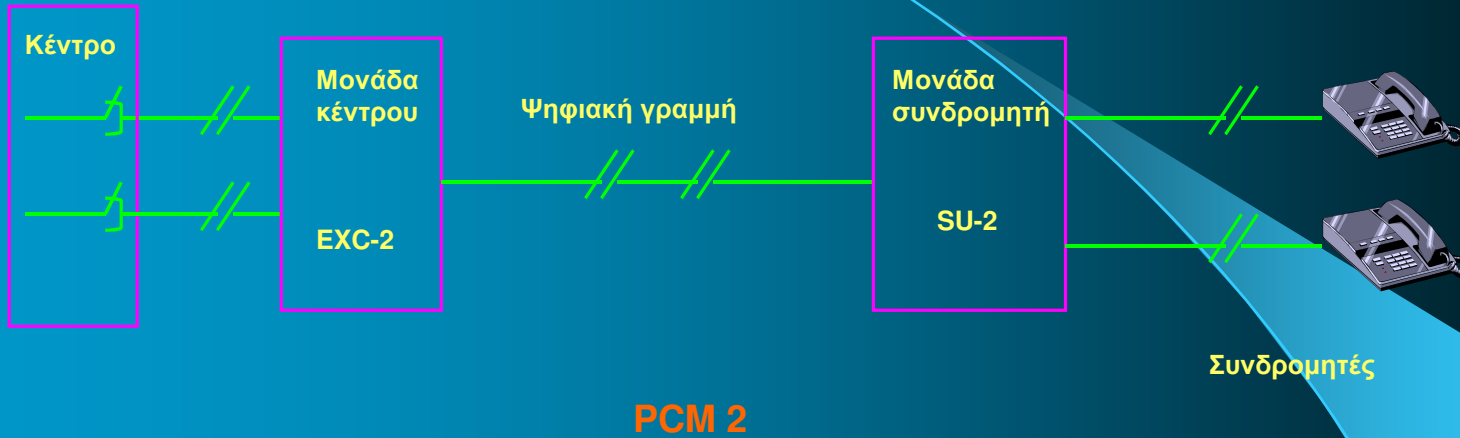 Κέντρο
Μονάδα
κέντρου
EXC-2
Ψηφιακή γραμμή
Μονάδα
συνδρομητή
SU-2
Συνδρομητές
PCM 2